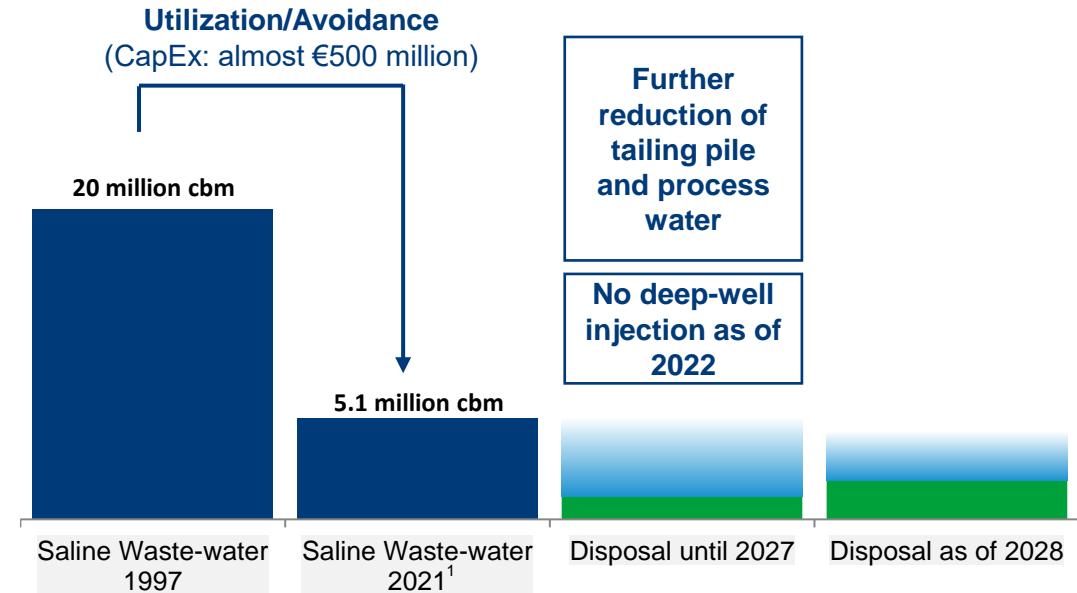 Utilization/Avoidance
(CapEx: almost €500 million)
20 million cbm
5.1 million cbm
Further
reduction of
tailing pile
and process
water
No deep-well
injection as of
2022
Saline Waste-water
1997
Saline Waste-water
2021¹
Disposal until 2027
Disposal as of 2028